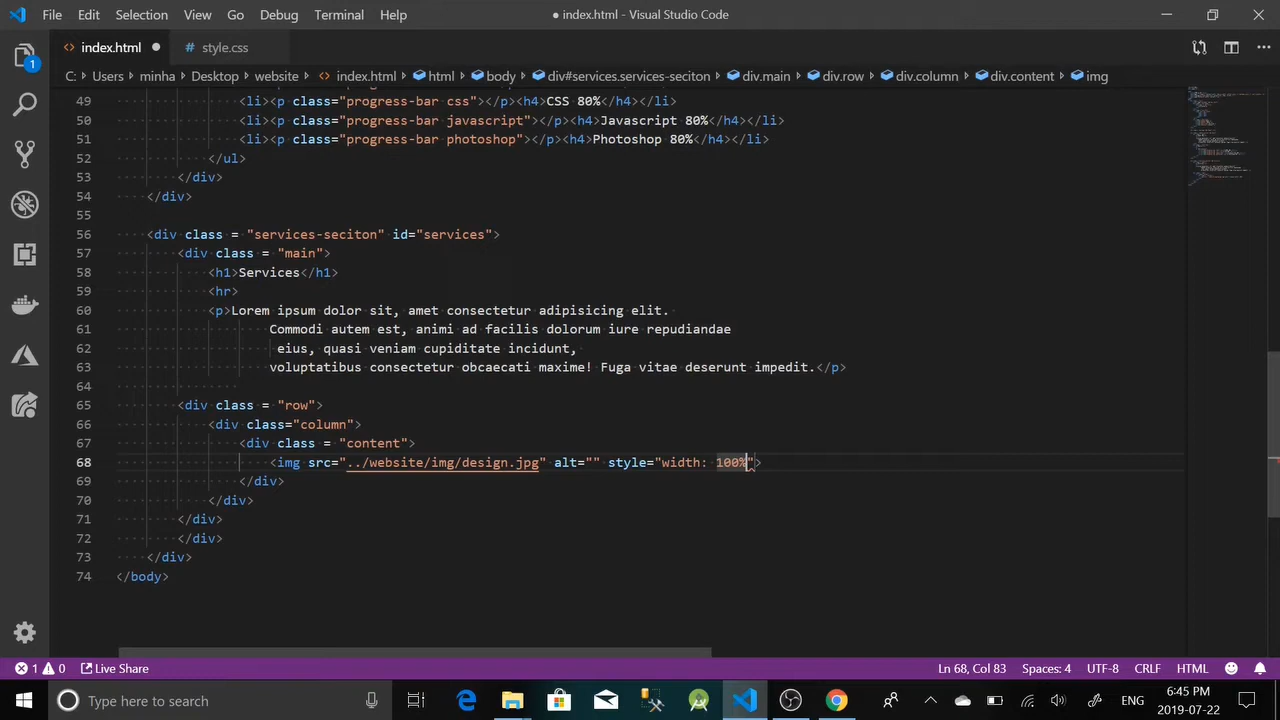 File Edit Selection View Go Debug Terminal Help
● index.html - Visual Studio Code
index.html ● # style.css
C: > Users > minha > Desktop > website > index.html > html > body > div#services.services-seciton > div.main > div.row > div.column > div.content > img
49 <li><p class="progress-bar css"></p><h4>CSS 80%</h4></li>
50 <li><p class="progress-bar javascript"></p><h4>Javascript 80%</h4></li>
51 <li><p class="progress-bar photoshop"></p><h4>Photoshop 80%</h4></li>
52 </ul>
53 </div>
54 </div>
55
56 <div class = "services-seciton" id="services">
57 <div class = "main">
58 <h1>Services</h1>
59 <hr>
60 <p>Lorem ipsum dolor sit, amet consectetur adipisicing elit.
61 Commodi autem est, animi ad facilis dolorum iure repudiandae
62 eius, quasi veniam cupiditate incidunt,
63 voluptatibus consectetur obcaecati maxime! Fuga vitae deserunt impedit.</p>
64
65 <div class = "row">
66 <div class="column">
67 <div class = "content">
68 <img src="../website/img/design.jpg" alt="" style="width: 100%">
69 </div>
70 </div>
71 </div>
72 </div>
73 </div>
74 </body>
1
1 0 Live Share Ln 68, Col 83 Spaces: 4 UTF-8 CRLF HTML
Type here to search
ENG
6:45 PM
2019-07-22